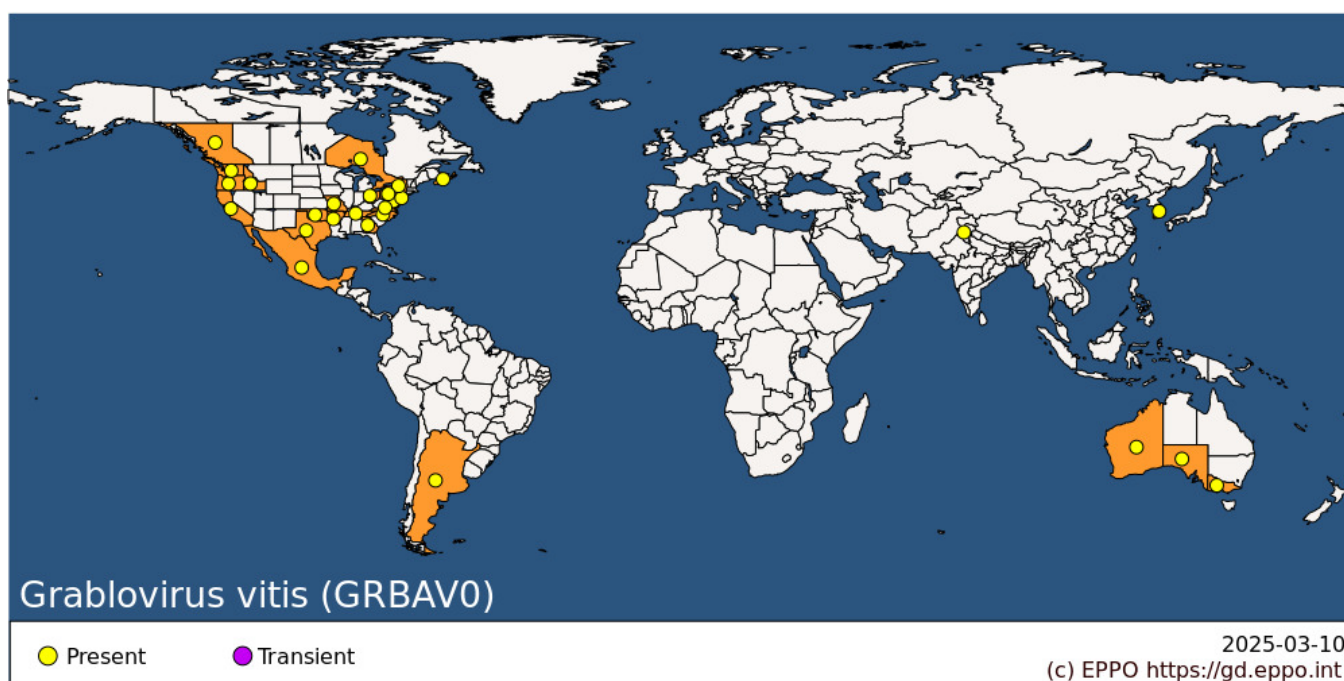 Grablovirus vitis (GRBAV0)
Present
Transient
2025-03-10
(c) EPPO https://gd.eppo.int